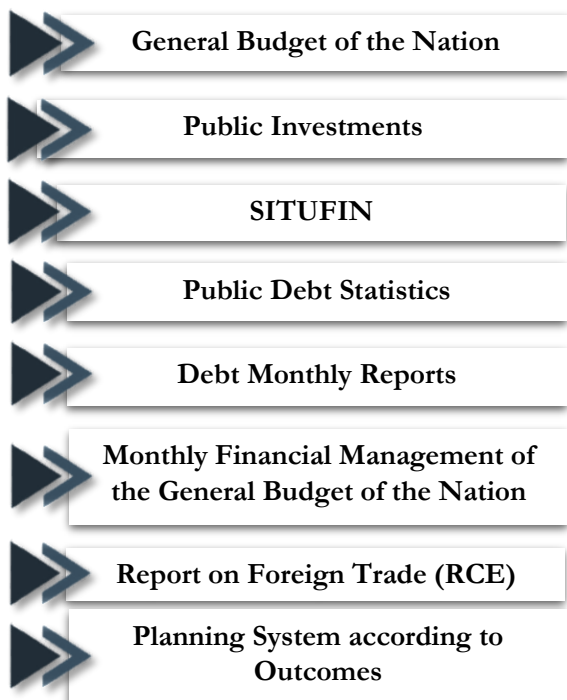 General Budget of the Nation
Public Investments
SITUFIN
Public Debt Statistics
Debt Monthly Reports
Monthly Financial Management of
the General Budget of the Nation
Report on Foreign Trade (RCE)
Planning System according to
Outcomes